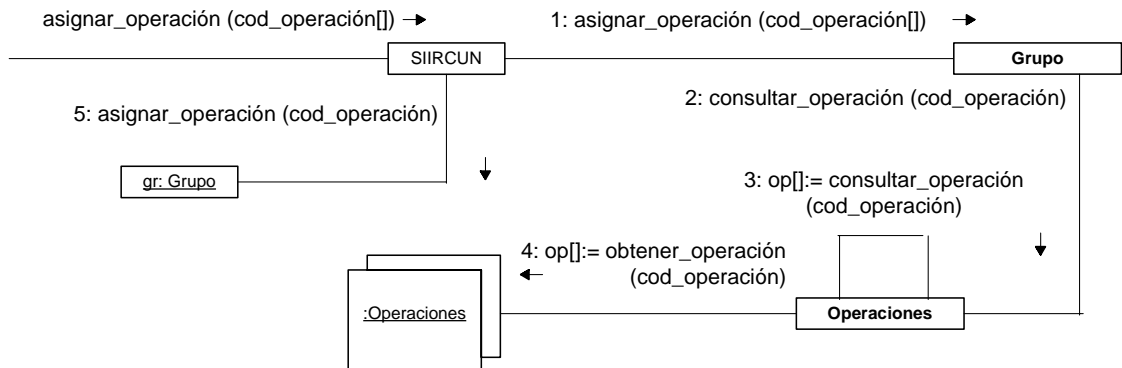 asignar_operación (cod_operación[])
1: asignar_operación (cod_operación[])
SIIRCUN
Grupo
5: asignar_operación (cod_operación)
2: consultar_operación (cod_operación)
gr: Grupo
3: op[]:= consultar_operación
(cod_operación)
4: op[]:= obtener_operación
(cod_operación)
:Operaciones
Operaciones